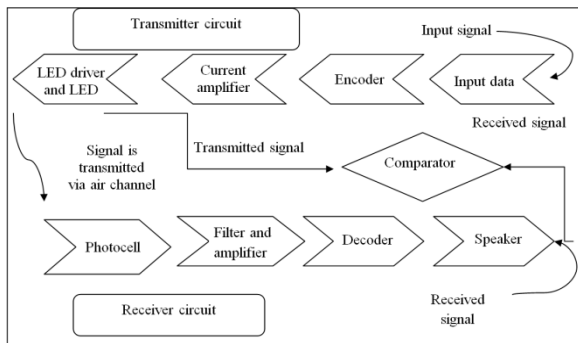 Transmitter circuit
Input signal
LED driver
and LED
Current
amplifier
Encoder
Input data
Received signal
Signal is
transmitted
via air channel
Transmitted signal
Comparator
Photocell
Filter and
amplifier
Decoder
Speaker
Receiver circuit
Received
signal